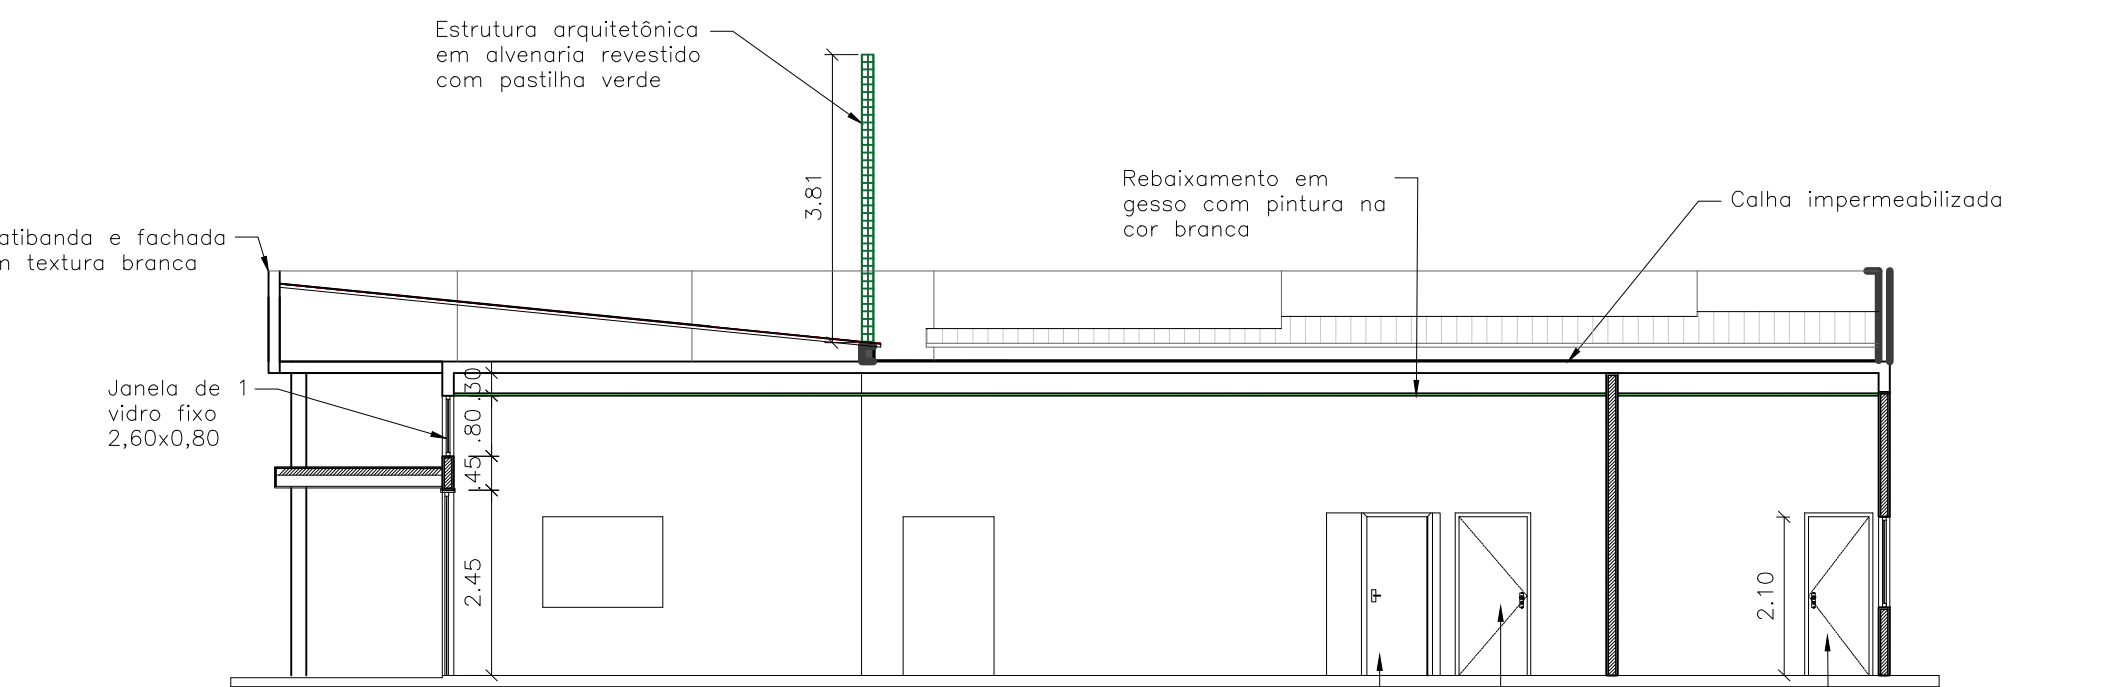 Estrutura arquitetônica
em alvenaria revestido
com pastilha verde
3.81
Rebaixamento em
gesso com pintura na
cor branca
Calha impermeabilizada
atibanda e fachada
textura branca
Janela de 1
vidro fixo
2,60x0,80
.30
.80
.45
2.45
2.10